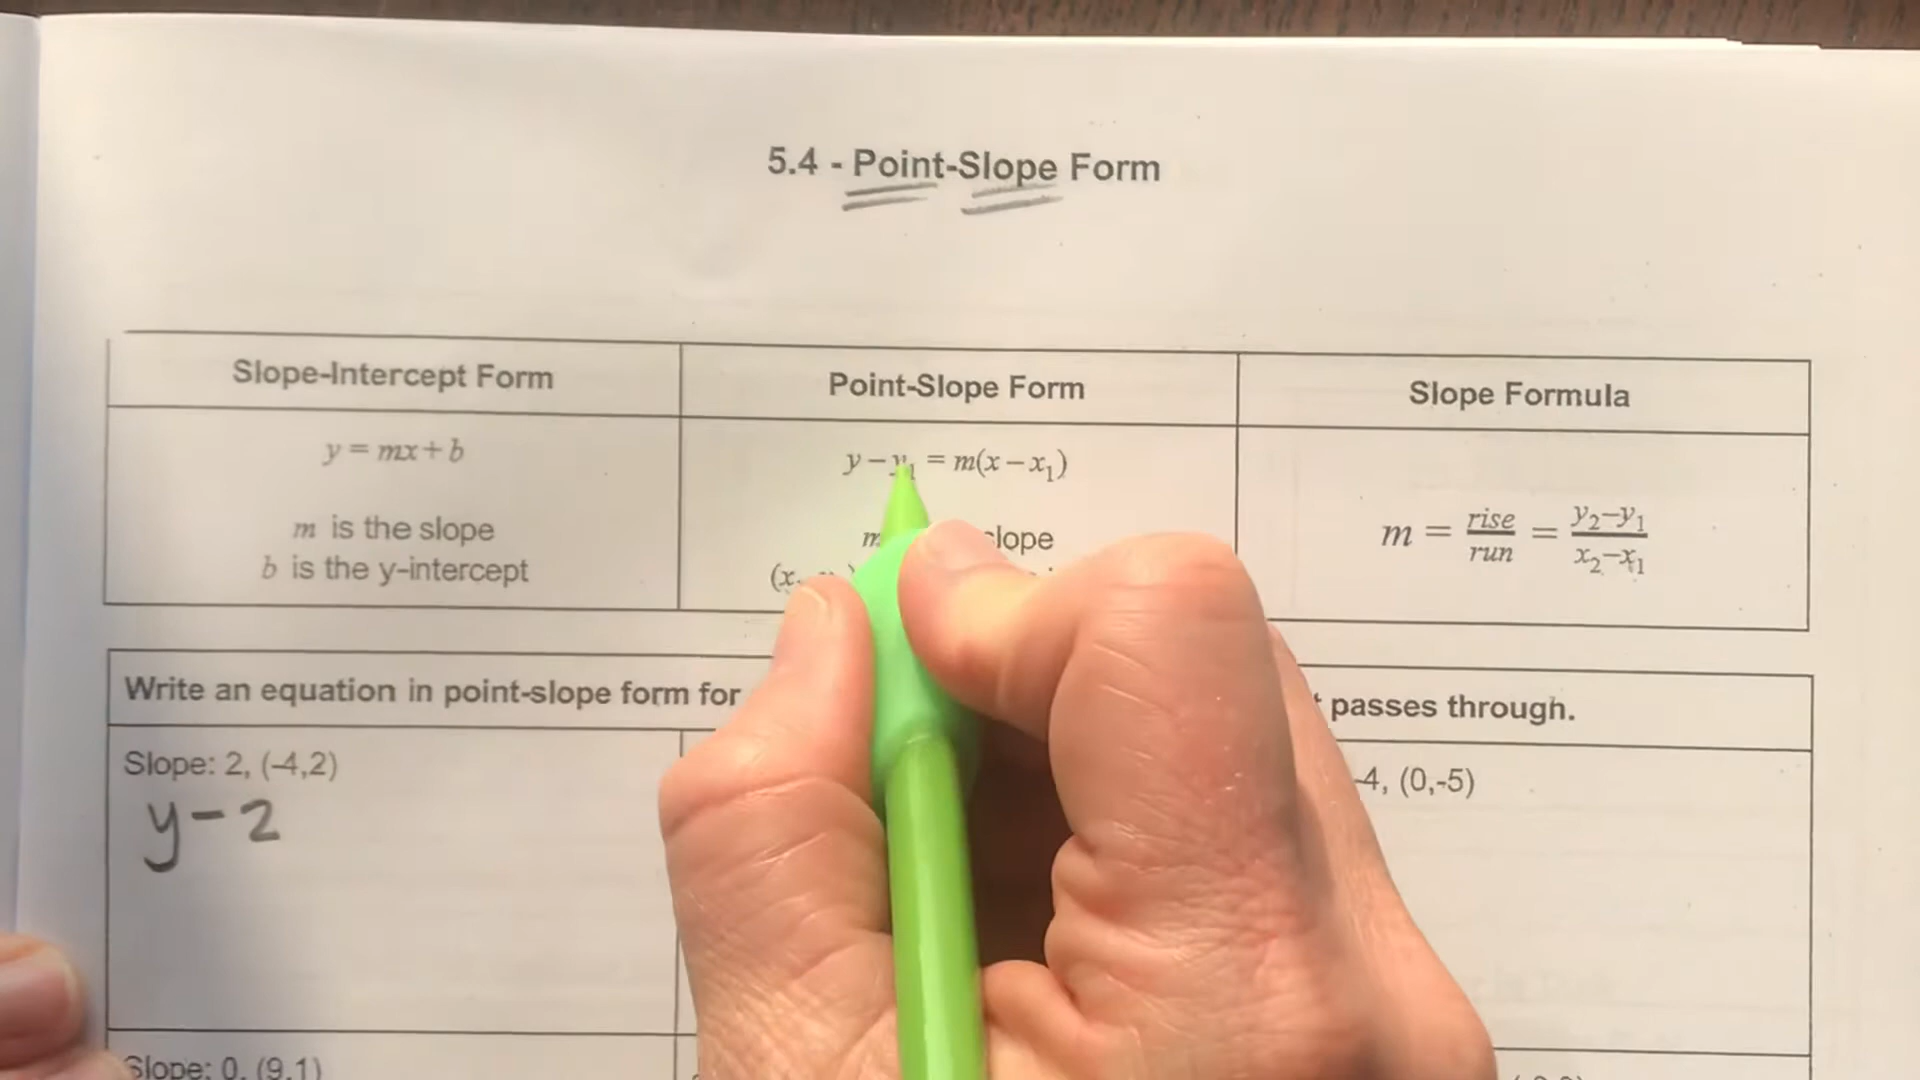 5.4 - Point-Slope Form
Slope-Intercept Form
y = mx + b
m is the slope
b is the y-intercept
Point-Slope Form
y − y₁ = m(x − x₁)
m slope
Slope Formula
m = rise/run = y₂−y₁/x₂−x₁
Write an equation in point-slope form for passes through.
Slope: 2, (-4,2)
y-2
-4, (0,-5)
Slope: 0, (9,1)